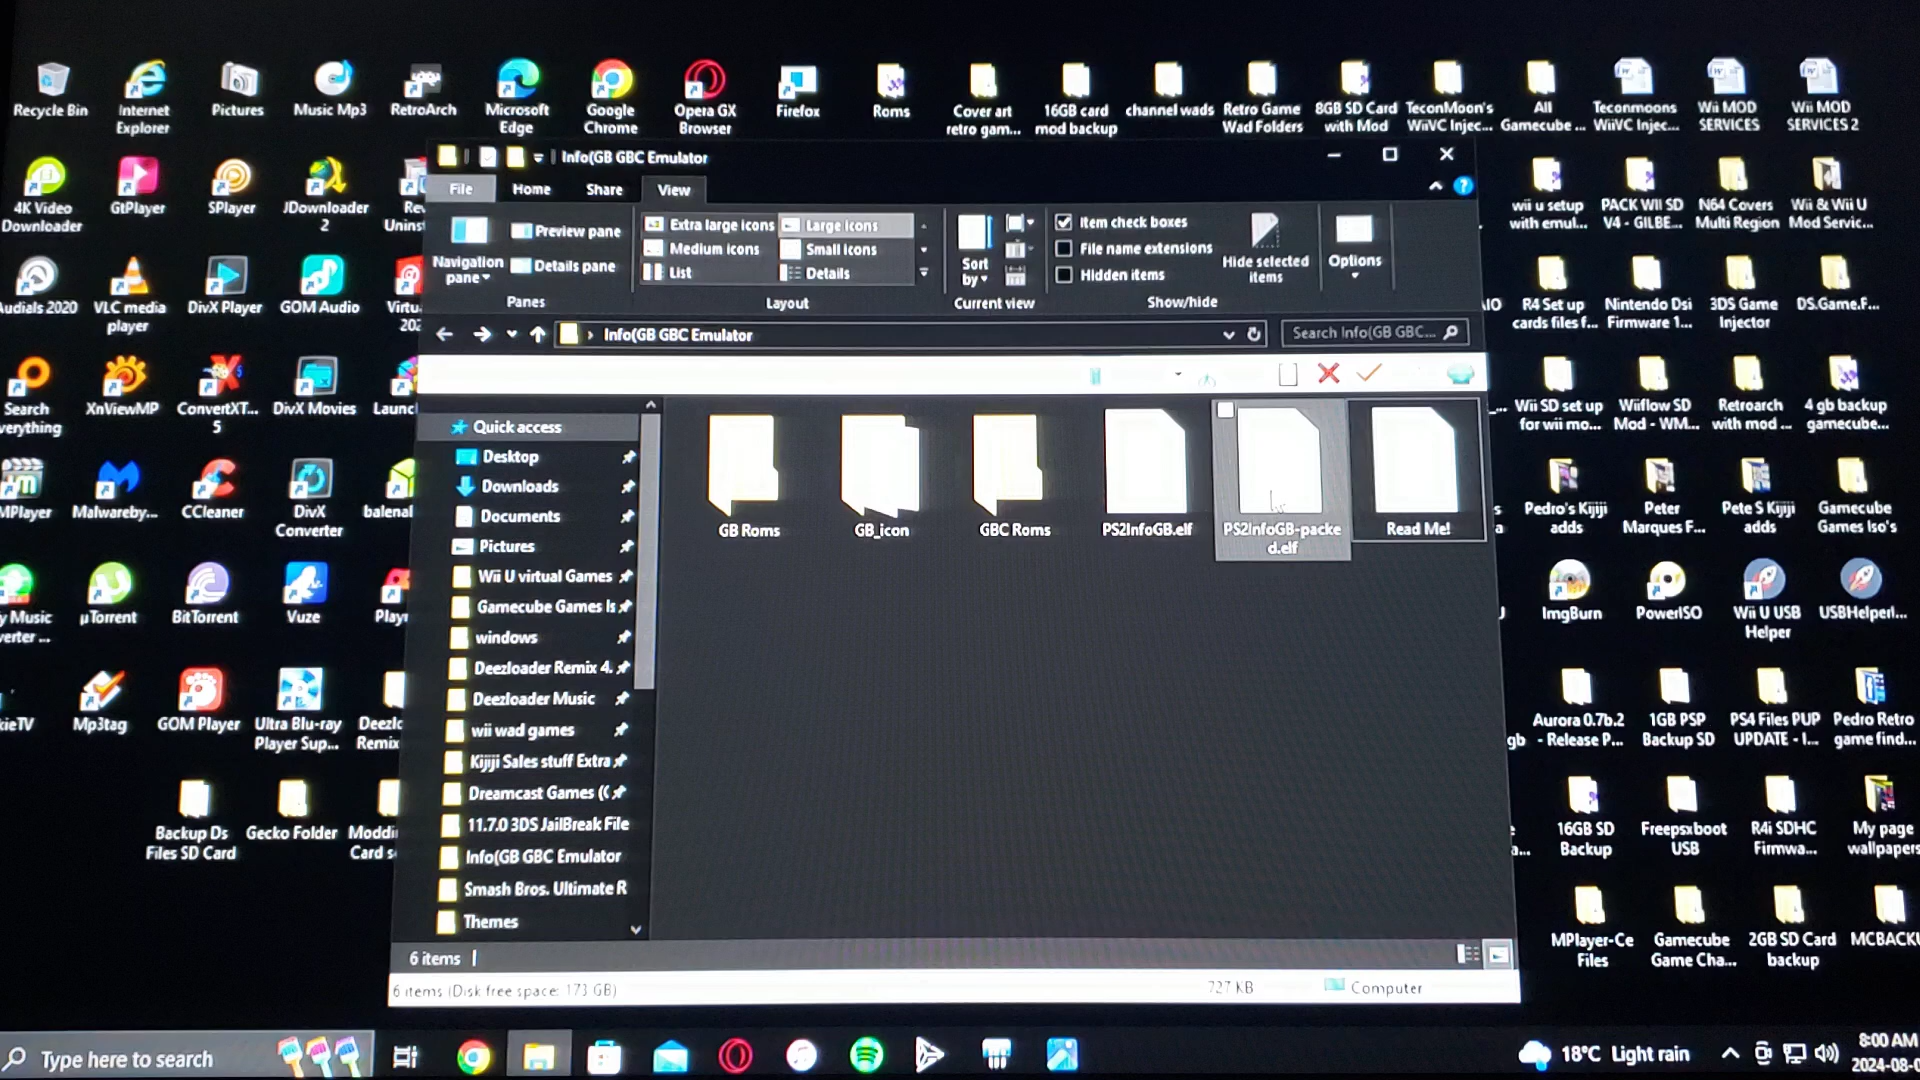 Recycle Bin
Internet
Explorer
Pictures
Music Mp3
RetroArch
Microsoft
Edge
Google
Chrome
Opera GX
Browser
Firefox
Roms
Cover art
retro gam...
16GB card
mod backup
channel wads
Retro Game
Wad Folders
8GB SD Card
with Mod
TeconMoon's
WiiVC Injec...
All
Gamecube ...
Teconmoons
WiiVC Injec...
Wii MOD
SERVICES
Wii MOD
SERVICES 2
4K Video
Downloader
GtPlayer
SPlayer
JDownloader
2
Rev
Unins
wii u setup
with emul...
PACK WII SD
V4 - GILBE...
N64 Covers
Multi Region
Wii & Wii U
Mod Servic...
Audials 2020
VLC media
player
DivX Player
GOM Audio
Virtu
202
R4 Set up
cards files f...
Nintendo Dsi
Firmware 1...
3DS Game
Injector
DS.Game.F...
Search
verything
XnViewMP
ConvertXT...
5
DivX Movies
Launc
Wii SD set up
for wii mo...
Wiiflow SD
Mod - WM...
Retroarch
with mod ...
4 gb backup
gamecube...
MPlayer
Malwareby...
CCleaner
DivX
Converter
balena
Pedro's Kijiji
adds
Peter
Marques F...
Pete S Kijiji
adds
Gamecube
Games Iso's
y Music
verter ...
µTorrent
BitTorrent
Vuze
Play
ImgBurn
PowerISO
Wii U USB
Helper
USBHelperI...
kieTV
Mp3tag
GOM Player
Ultra Blu-ray
Player Sup...
Deezlo
Remix
gb
Aurora 0.7b.2
- Release P...
1GB PSP
Backup SD
PS4 Files PUP
UPDATE - I...
Pedro Retro
game find...
Backup Ds
Files SD Card
Gecko Folder
Moddi
Card s
16GB SD
Backup
Freepsxboot
USB
R4i SDHC
Firmwa...
My page
wallpapers
MPlayer-Ce
Files
Gamecube
Game Cha...
2GB SD Card
backup
MCBACKU
Info(GB GBC Emulator
File
Home
Share
View
Navigation
pane
Preview pane
Details pane
Panes
Extra large icons
Large icons
Medium icons
Small icons
List
Details
Layout
Sort
by
Current view
Item check boxes
File name extensions
Hidden items
Hide selected
items
Show/hide
Options
Info(GB GBC Emulator
Search Info(GB GBC...
Quick access
Desktop
Downloads
Documents
Pictures
Wii U virtual Games
Gamecube Games Is
windows
Deezloader Remix 4.
Deezloader Music
wii wad games
Kijiji Sales stuff Extra
Dreamcast Games ((
11.7.0 3DS JailBreak File
Info(GB GBC Emulator
Smash Bros. Ultimate R
Themes
GB Roms
GB_icon
GBC Roms
PS2InfoGB.elf
PS2InfoGB-packe
d.elf
Read Me!
6 items
6 items (Disk free space: 173 GB)
727 KB
Computer
Type here to search
18°C Light rain
8:00 AM
2024-08-0